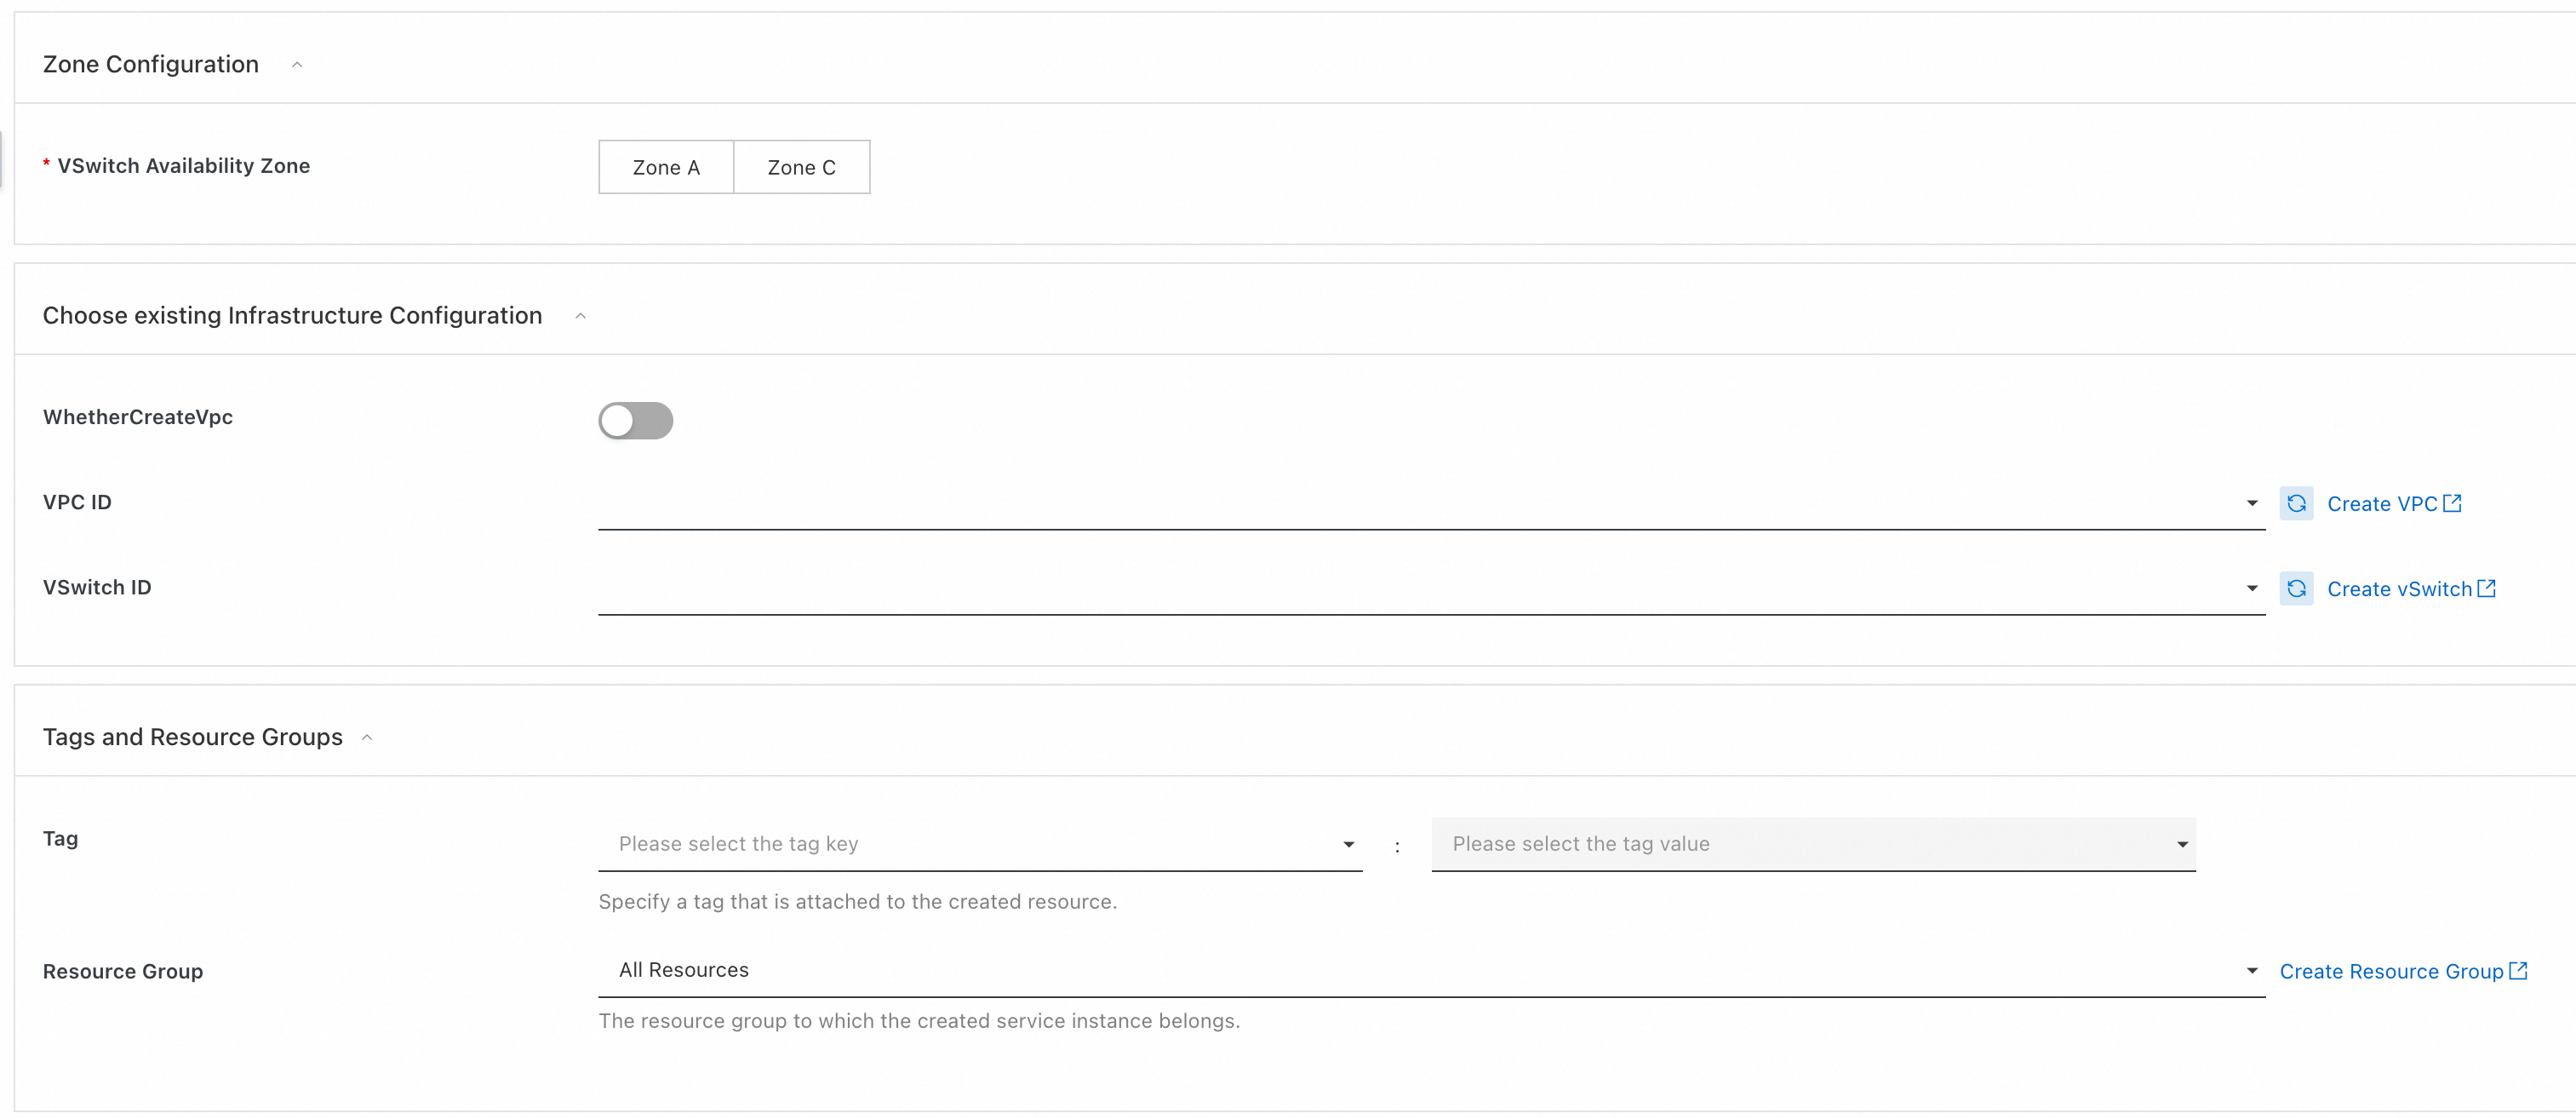 Zone Configuration
* VSwitch Availability Zone
Zone A
Zone C
Choose existing Infrastructure Configuration
WhetherCreateVpc
VPC ID
Create VPC
VSwitch ID
Create vSwitch
Tags and Resource Groups
Tag
Please select the tag key
:
Please select the tag value
Specify a tag that is attached to the created resource.
Resource Group
All Resources
Create Resource Group
The resource group to which the created service instance belongs.